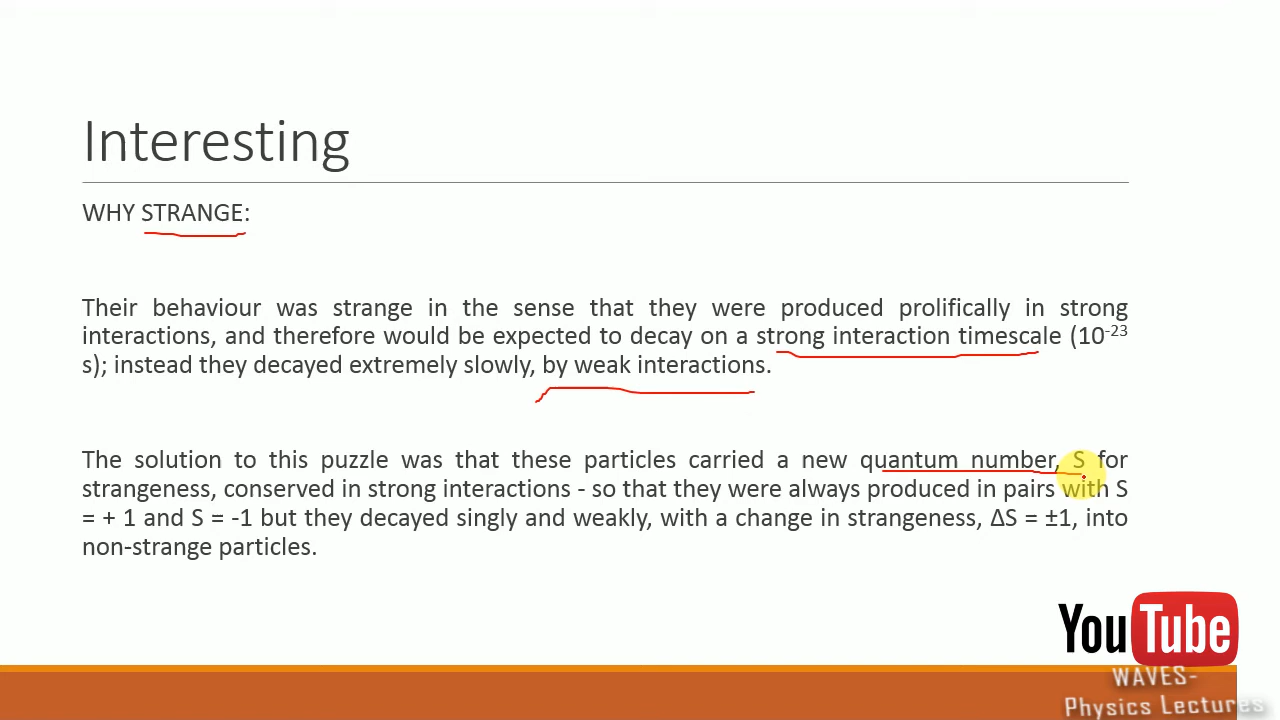 Interesting
WHY STRANGE:
Their behaviour was strange in the sense that they were produced prolifically in strong
interactions, and therefore would be expected to decay on a strong interaction timescale (10⁻²³
s); instead they decayed extremely slowly, by weak interactions.
The solution to this puzzle was that these particles carried a new quantum number, S for
strangeness, conserved in strong interactions - so that they were always produced in pairs with S
= + 1 and S = -1 but they decayed singly and weakly, with a change in strangeness, ΔS = ±1, into
non-strange particles.
YouTube
WAVES-
Physics Lectures